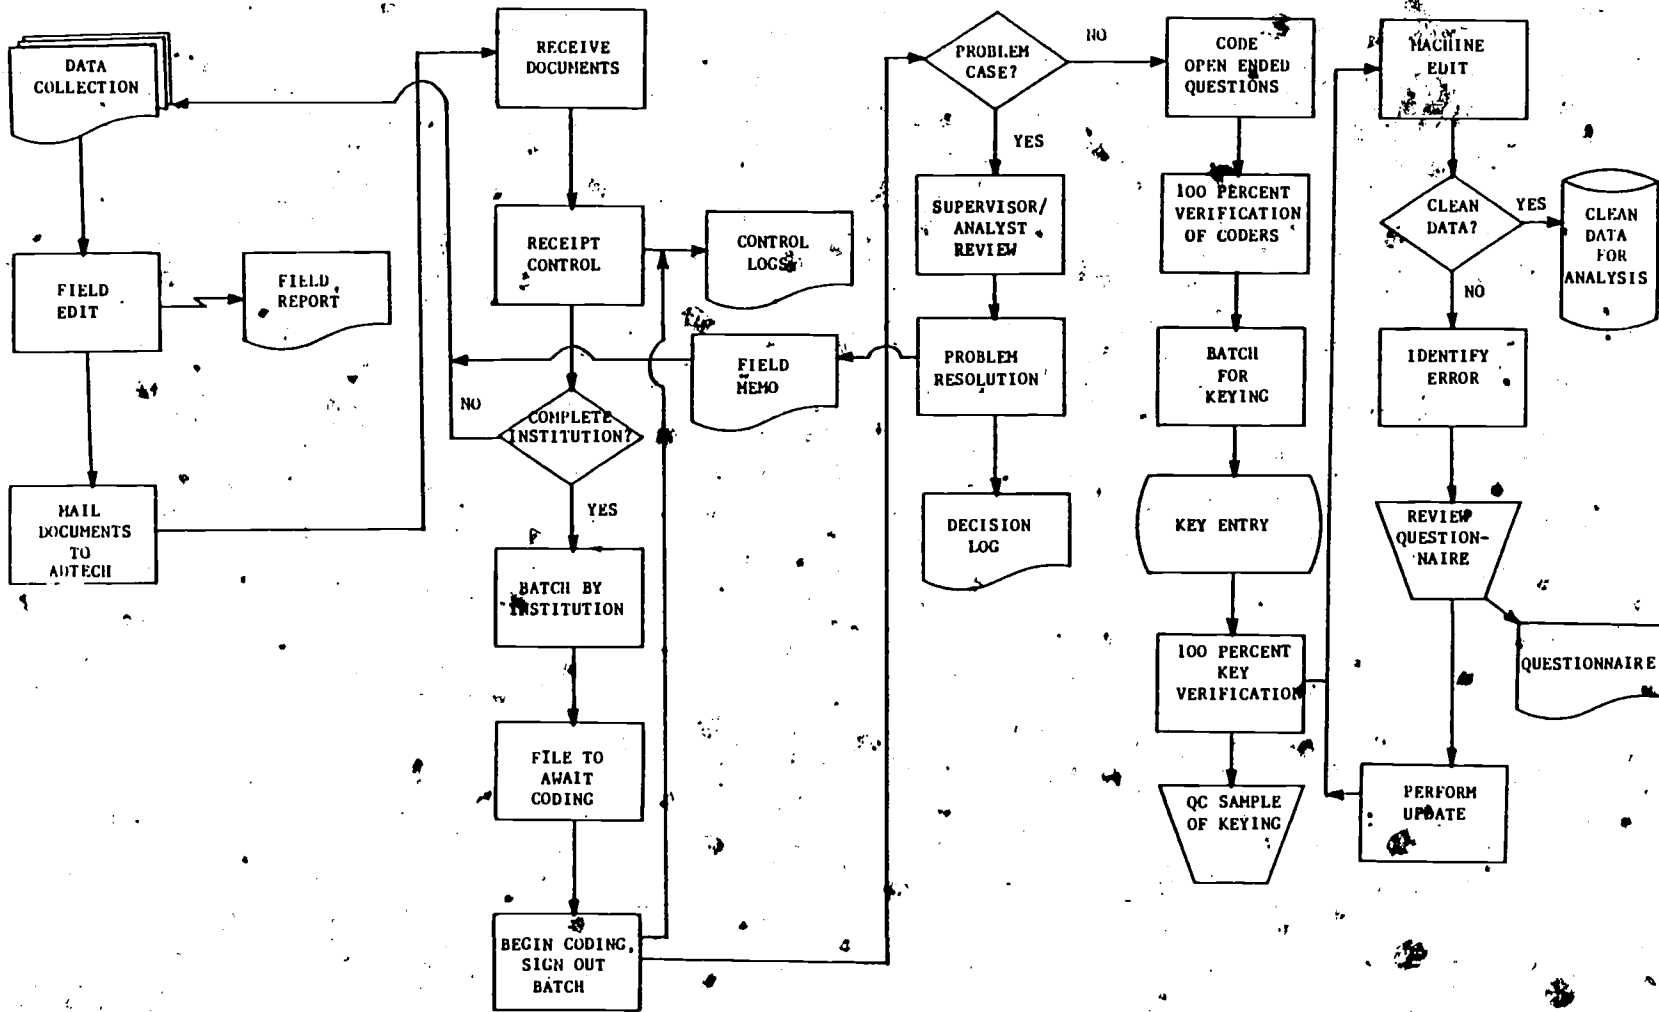 DATA
COLLECTION
FIELD
EDIT
FIELD
REPORT
MAIL
DOCUMENTS
TO
ADTECH
RECEIVE
DOCUMENTS
RECEIPT
CONTROL
CONTROL
LOGS
FIELD
MEMO
NO
COMPLETE
INSTITUTION?
YES
BATCH BY
INSTITUTION
FILE TO
AWAIT
CODING
BEGIN CODING,
SIGN OUT
BATCH
PROBLEM
CASE?
NO
YES
SUPERVISOR/
ANALYST
REVIEW
PROBLEM
RESOLUTION
DECISION
LOG
CODE
OPEN ENDED
QUESTIONS
100 PERCENT
VERIFICATION
OF CODERS
BATCH
FOR
KEYING
KEY ENTRY
100 PERCENT
KEY
VERIFICATION
QC SAMPLE
OF KEYING
MACHINE
EDIT
CLEAN
DATA?
YES
CLEAN
DATA
FOR
ANALYSIS
NO
IDENTIFY
ERROR
REVIEW
QUESTION-
NAIRE
QUESTIONNAIRE
PERFORM
UPDATE